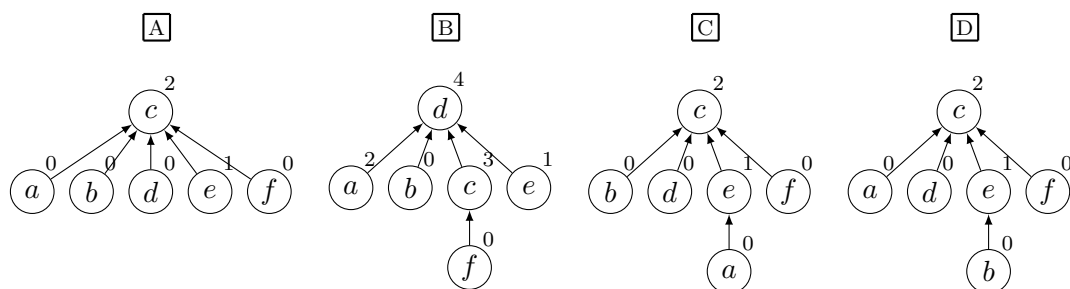 A B C D
2 4 2 2
c d c c
0 0 0 1 0 2 0 3 1 0 0 1 0 0 0 1 0
a b d e f a b c e b d e f a d e f
0 0 0
f a b